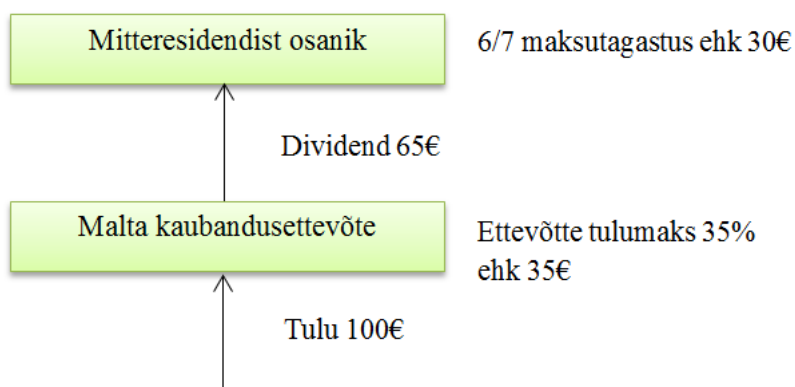 Mitteresidendist osanik
6/7 maksutagastus ehk 30€
Dividend 65€
Malta kaubandusettevõte
Ettevõtte tulumaks 35%
ehk 35€
Tulu 100€